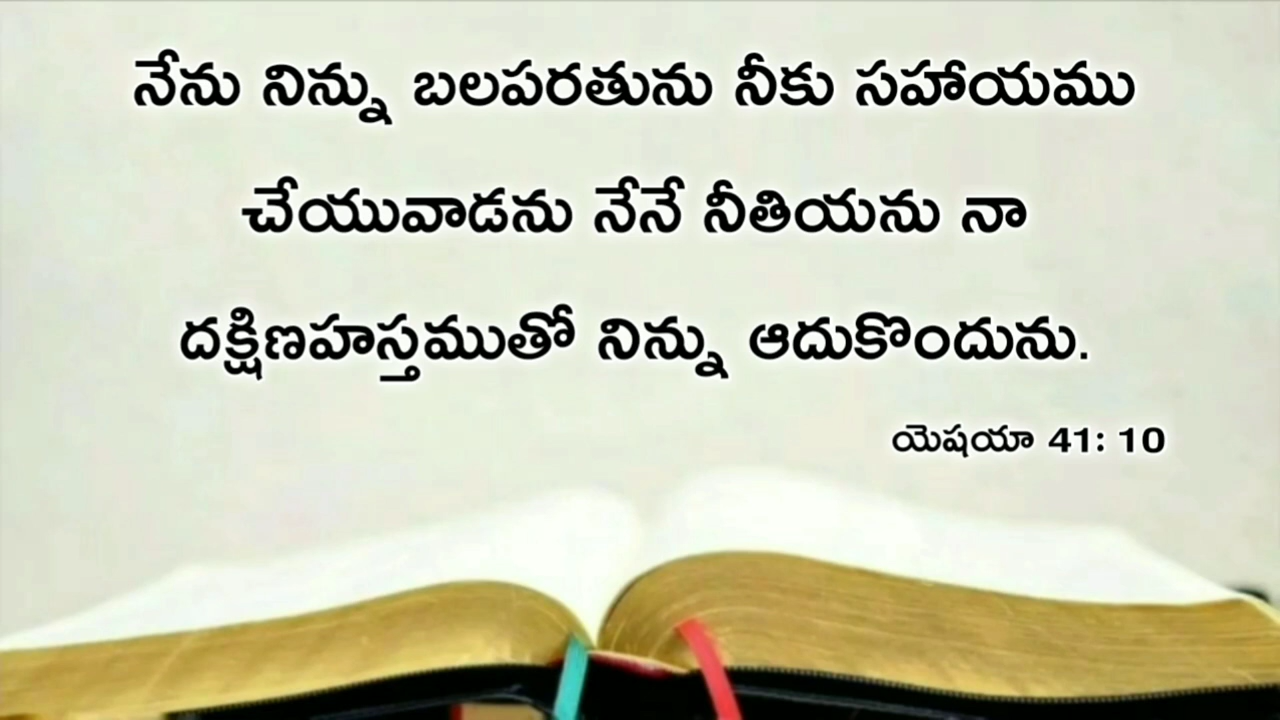 నేను నిన్ను బలపరతును నీకు సహాయము
చేయువాడను నేనే నీతియను నా
దక్షిణహస్తముతో నిన్ను ఆదుకొందును.
యెషయా 41: 10